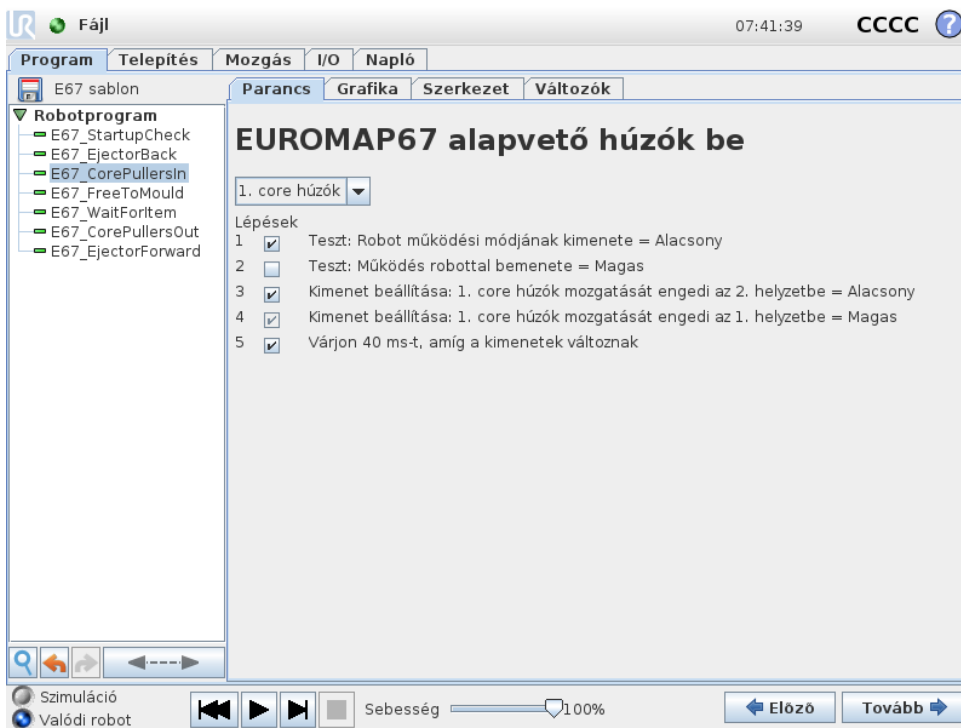 UR Fájl 07:41:39 CCCC ?
Program Telepítés Mozgás I/O Napló
E67 sablon
Parancs Grafika Szerkezet Változók
Robotprogram
E67_StartupCheck
E67_EjectorBack
E67_CorePullersIn
E67_FreeToMould
E67_WaitForItem
E67_CorePullersOut
E67_EjectorForward
EUROMAP67 alapvető húzók be
1. core húzók
Lépések
1 Teszt: Robot működési módjának kimenete = Alacsony
2 Teszt: Működés robottal bemenete = Magas
3 Kimenet beállítása: 1. core húzók mozgatását engedi az 2. helyzetbe = Alacsony
4 Kimenet beállítása: 1. core húzók mozgatását engedi az 1. helyzetbe = Magas
5 Várjon 40 ms-t, amíg a kimenetek változnak
Szimuláció
Valódi robot
Sebesség 100%
Elözö Tovább